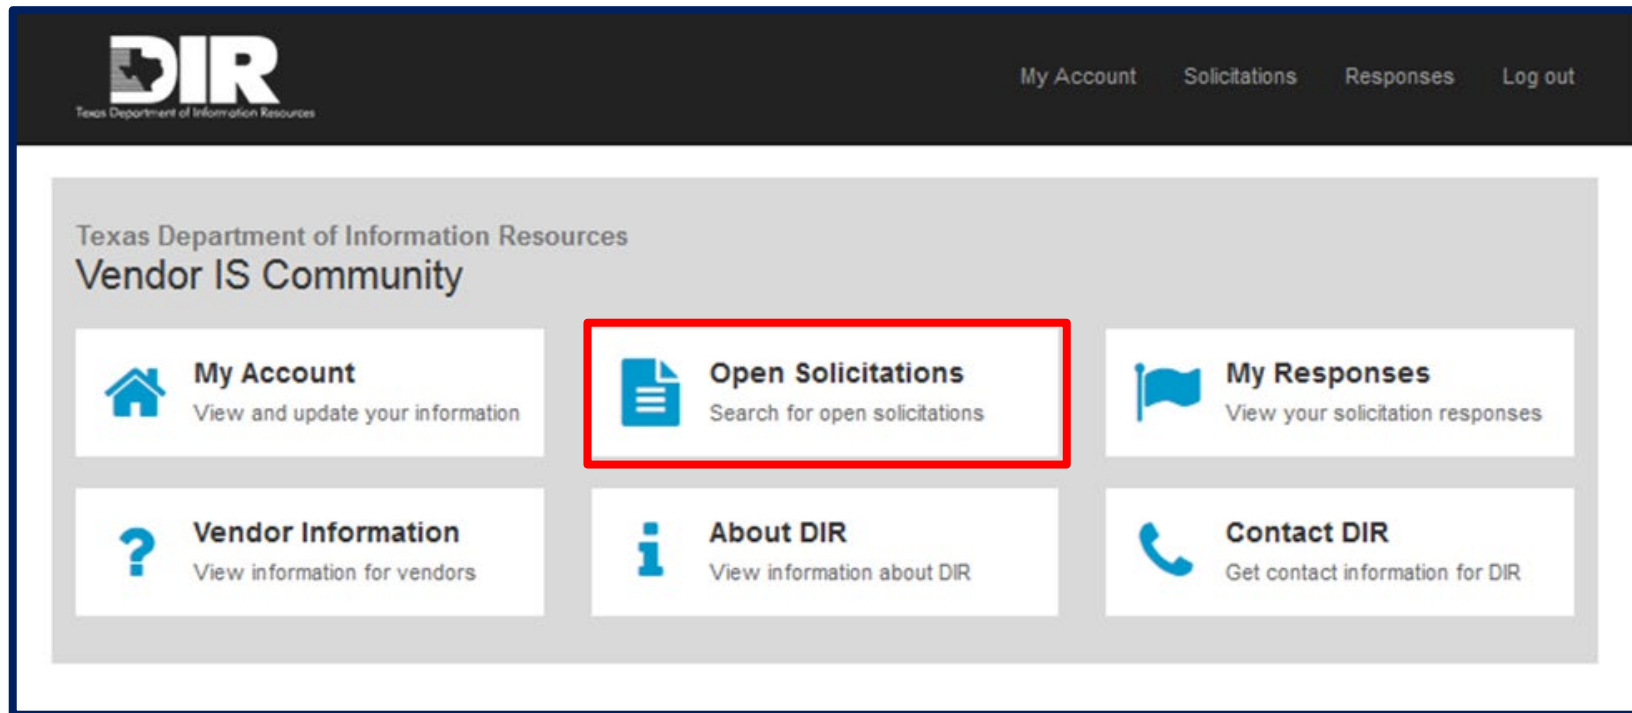 DIR
Texas Department of Information Resources
My Account Solicitations Responses Log out
Texas Department of Information Resources
Vendor IS Community
My Account
View and update your information
Open Solicitations
Search for open solicitations
My Responses
View your solicitation responses
Vendor Information
View information for vendors
About DIR
View information about DIR
Contact DIR
Get contact information for DIR